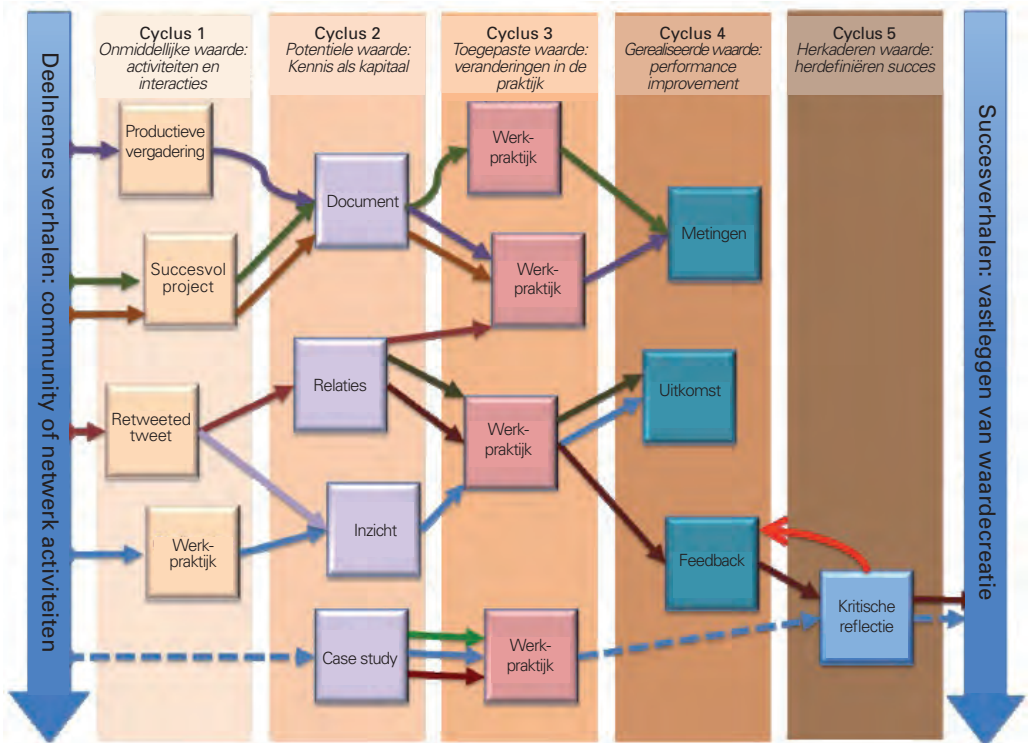 Deelnemers verhalen: community of netwerk activiteiten
Cyclus 1
Onmiddellijke waarde:
activiteiten en
interacties
Productieve
vergadering
Succesvol
project
Retweeted
tweet
Werk-
praktijk
Cyclus 2
Potentiele waarde:
Kennis als kapitaal
Document
Relaties
Inzicht
Case study
Cyclus 3
Toegepaste waarde:
veranderingen in de
praktijk
Werk-
praktijk
Werk-
praktijk
Werk-
praktijk
Werk-
praktijk
Cyclus 4
Gerealiseerde waarde:
performance
improvement
Metingen
Uitkomst
Feedback
Cyclus 5
Herkaderen waarde:
herdefiniëren succes
Kritische
reflectie
Succesverhalen: vastleggen van waardecreatie